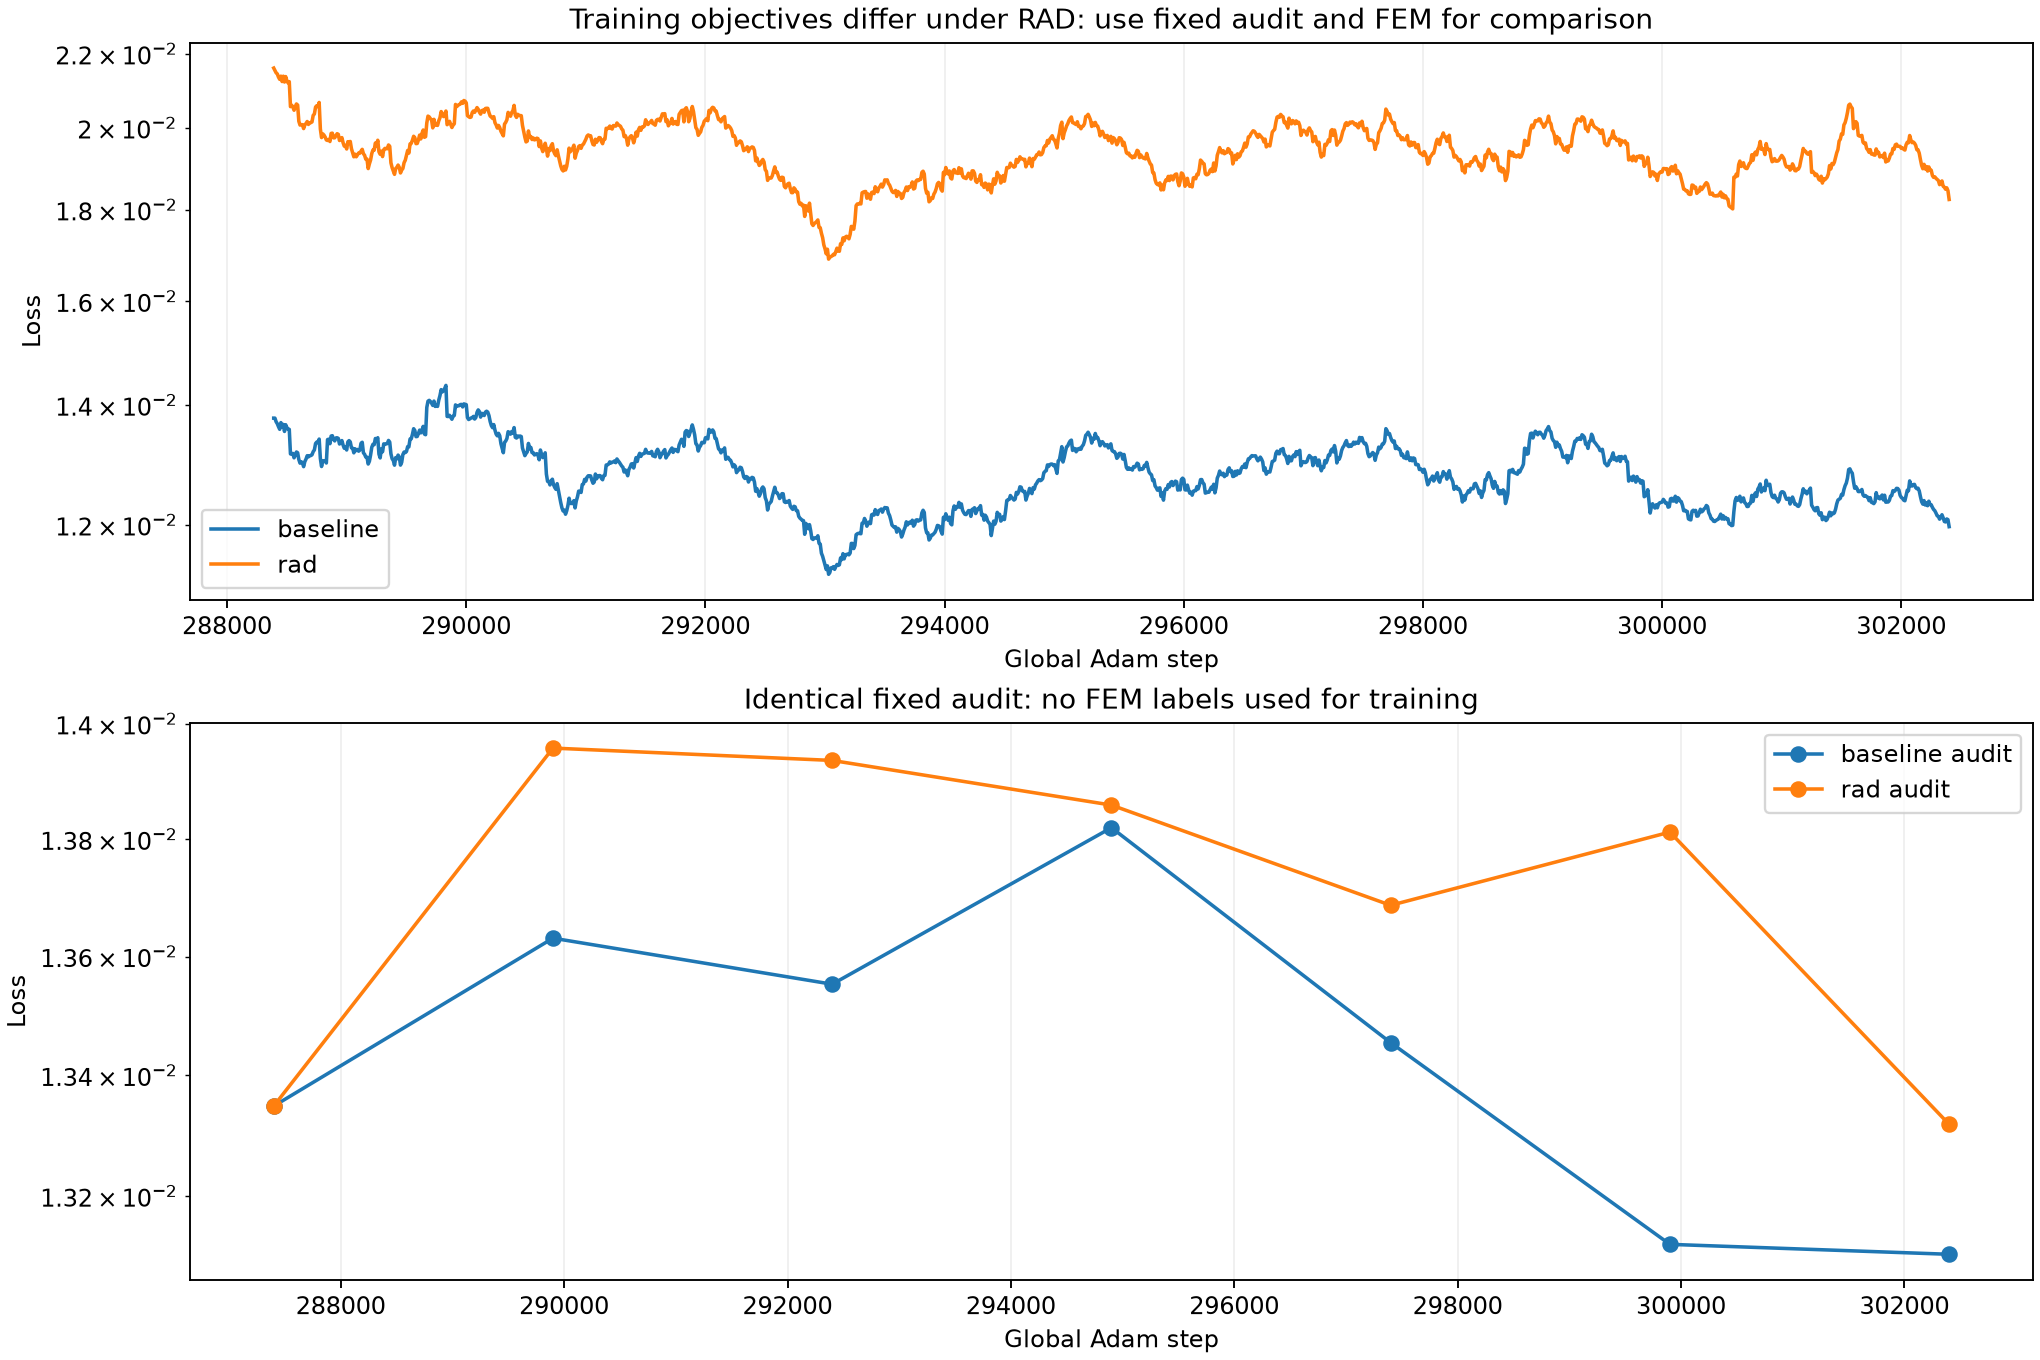 Training objectives differ under RAD: use fixed audit and FEM for comparison
2.2 × 10⁻²
2 × 10⁻²
1.8 × 10⁻²
1.6 × 10⁻²
1.4 × 10⁻²
1.2 × 10⁻²
Loss
baseline
rad
288000 290000 292000 294000 296000 298000 300000 302000
Global Adam step
Identical fixed audit: no FEM labels used for training
1.4 × 10⁻²
1.38 × 10⁻²
1.36 × 10⁻²
1.34 × 10⁻²
1.32 × 10⁻²
Loss
baseline audit
rad audit
288000 290000 292000 294000 296000 298000 300000 302000
Global Adam step